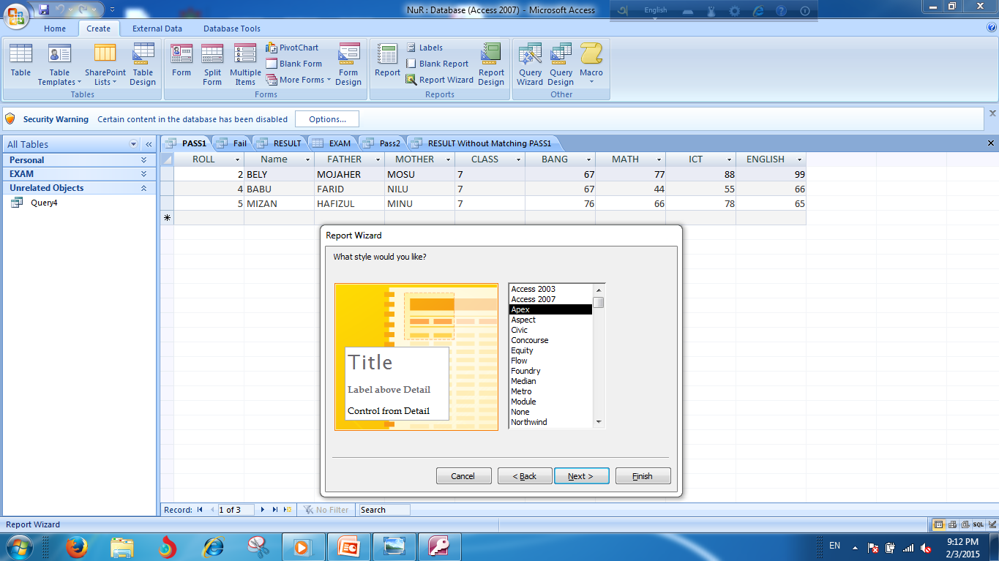 NuR : Database (Access 2007) - Microsoft Access
English
Home Create External Data Database Tools
Table Table Templates SharePoint Lists Table Design
Tables
Form Split Form Multiple Items PivotChart Blank Form More Forms Form Design
Forms
Report Labels Blank Report Report Wizard Report Design
Reports
Query Wizard Query Design Macro
Other
Security Warning Certain content in the database has been disabled Options...
All Tables
Personal
EXAM
Unrelated Objects
Query4
PASS1 Fail RESULT EXAM Pass2 RESULT Without Matching PASS1
ROLL Name FATHER MOTHER CLASS BANG MATH ICT ENGLISH
2 BELY MOJAHER MOSU 7 67 77 88 99
4 BABU FARID NILU 7 67 44 55 66
5 MIZAN HAFIZUL MINU 7 76 66 78 65
Report Wizard
What style would you like?
Title
Label above Detail
Control from Detail
Access 2003
Access 2007
Apex
Aspect
Civic
Concourse
Equity
Flow
Foundry
Median
Metro
Module
None
Northwind
Cancel < Back Next > Finish
Record: 1 of 3 No Filter Search
Report Wizard
SQL
EN
9:12 PM
2/3/2015